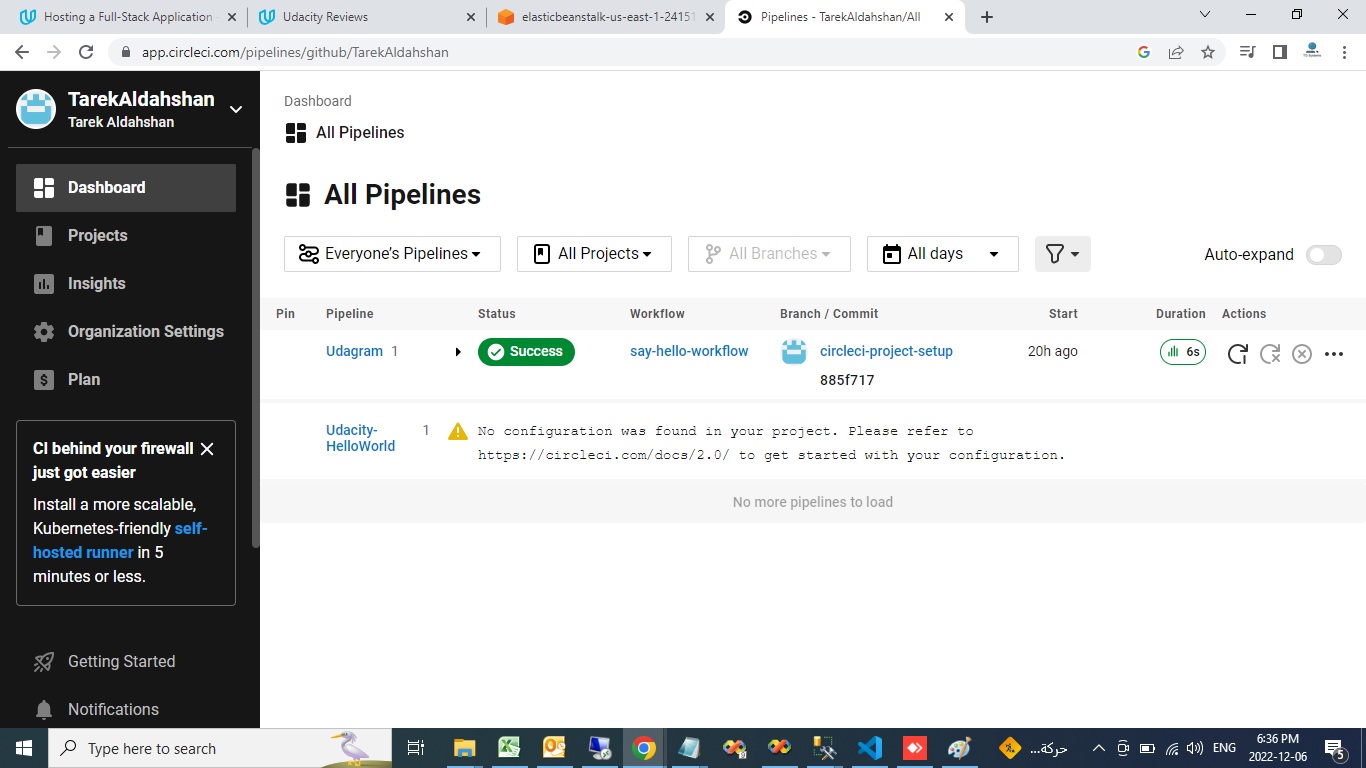 Hosting a Full-Stack Application
Udacity Reviews
elasticbeanstalk-us-east-1-24151
Pipelines - TarekAldahshan/All
app.circleci.com/pipelines/github/TarekAldahshan
TarekAldahshan
Tarek Aldahshan
Dashboard
Projects
Insights
Organization Settings
Plan
CI behind your firewall
just got easier
Install a more scalable,
Kubernetes-friendly self-
hosted runner in 5
minutes or less.
Getting Started
Notifications
Dashboard
All Pipelines
All Pipelines
Everyone’s Pipelines
All Projects
All Branches
All days
Auto-expand
Pin Pipeline Status Workflow Branch / Commit Start Duration Actions
Udagram 1 Success say-hello-workflow circleci-project-setup 20h ago 6s
885f717
Udacity-
HelloWorld
1 No configuration was found in your project. Please refer to
https://circleci.com/docs/2.0/ to get started with your configuration.
No more pipelines to load
Type here to search
حركة...
ENG
6:36 PM
2022-12-06
5